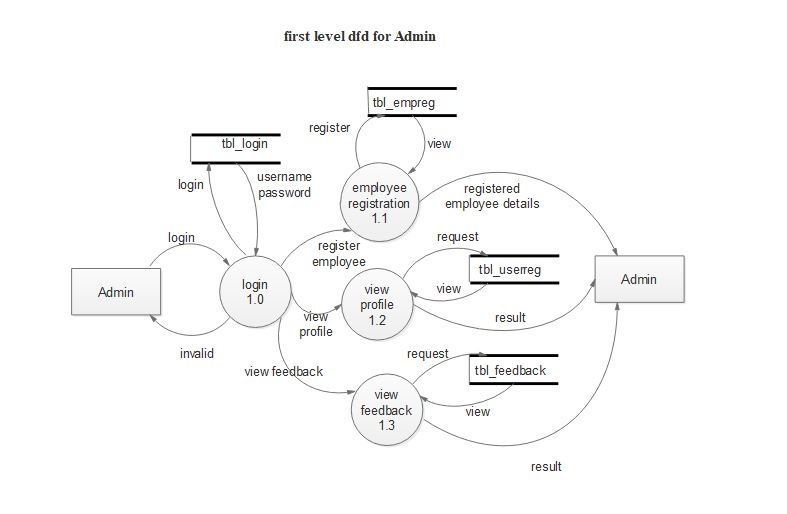 first level dfd for Admin
tbl_empreg
register
view
tbl_login
login
username
password
employee
registration
1.1
registered
employee details
login
register
employee
request
Admin
login
1.0
view
profile
1.2
tbl_userreg
view
Admin
view
profile
result
invalid
view feedback
request
tbl_feedback
view
feedback
1.3
view
result